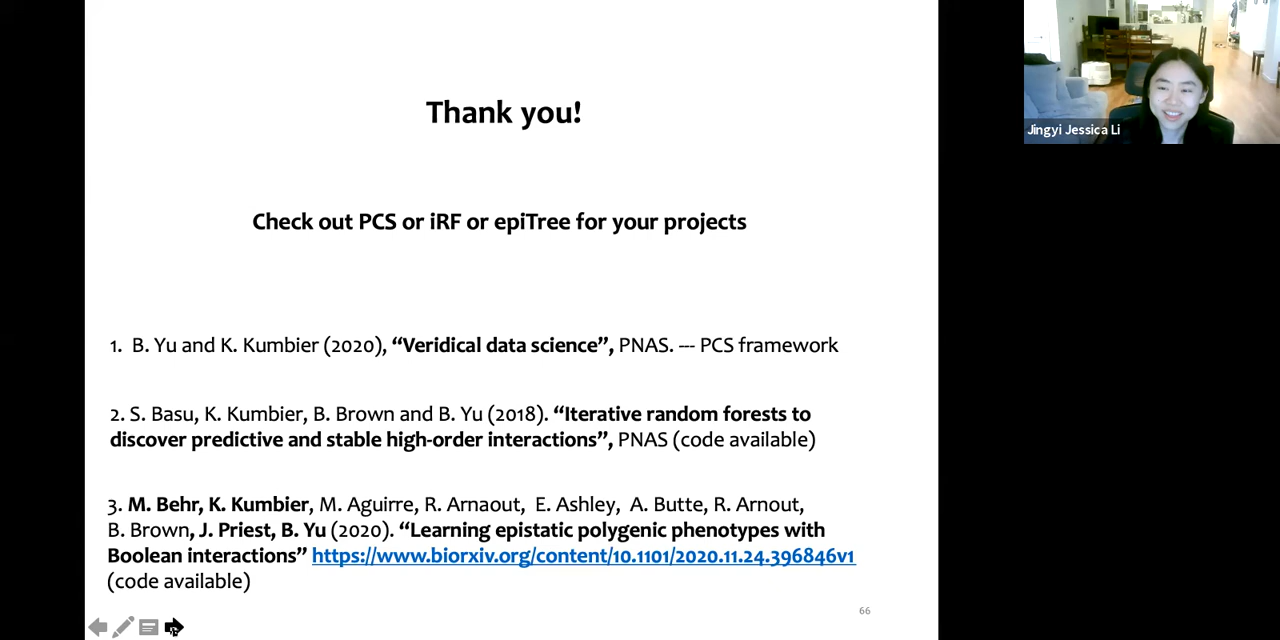 Thank you!
Check out PCS or iRF or epiTree for your projects
1. B. Yu and K. Kumbier (2020), “Veridical data science”, PNAS. --- PCS framework
2. S. Basu, K. Kumbier, B. Brown and B. Yu (2018). “Iterative random forests to
discover predictive and stable high-order interactions”, PNAS (code available)
3. M. Behr, K. Kumbier, M. Aguirre, R. Arnaout, E. Ashley, A. Butte, R. Arnout,
B. Brown, J. Priest, B. Yu (2020). “Learning epistatic polygenic phenotypes with
Boolean interactions” https://www.biorxiv.org/content/10.1101/2020.11.24.396846v1
(code available)
66
Jingyi Jessica Li